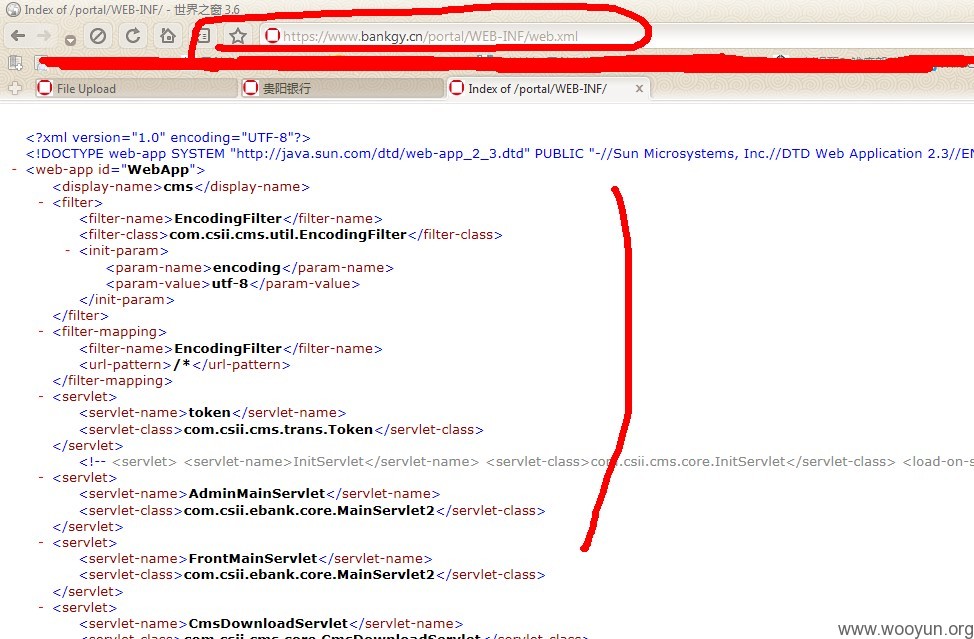 Index of /portal/WEB-INF/ - 世界之窗 3.6
https://www.bankgy.cn/portal/WEB-INF/web.xml
File Upload
贵阳银行
Index of /portal/WEB-INF/ x
<?xml version="1.0" encoding="UTF-8"?>
<!DOCTYPE web-app SYSTEM "http://java.sun.com/dtd/web-app_2_3.dtd" PUBLIC "-//Sun Microsystems, Inc.//DTD Web Application 2.3//EN
- <web-app id="WebApp">
<display-name>cms</display-name>
- <filter>
<filter-name>EncodingFilter</filter-name>
<filter-class>com.csii.cms.util.EncodingFilter</filter-class>
- <init-param>
<param-name>encoding</param-name>
<param-value>utf-8</param-value>
</init-param>
</filter>
- <filter-mapping>
<filter-name>EncodingFilter</filter-name>
<url-pattern>/*</url-pattern>
</filter-mapping>
- <servlet>
<servlet-name>token</servlet-name>
<servlet-class>com.csii.cms.trans.Token</servlet-class>
</servlet>
<!-- <servlet> <servlet-name>InitServlet</servlet-name> <servlet-class>com.csii.cms.core.InitServlet</servlet-class> <load-on-s
- <servlet>
<servlet-name>AdminMainServlet</servlet-name>
<servlet-class>com.csii.ebank.core.MainServlet2</servlet-class>
</servlet>
- <servlet>
<servlet-name>FrontMainServlet</servlet-name>
<servlet-class>com.csii.ebank.core.MainServlet2</servlet-class>
</servlet>
- <servlet>
<servlet-name>CmsDownloadServlet</servlet-name>
<servlet-class>com.csii.cms.core.CmsDownloadServlet</servlet-class>
www.wooyun.org